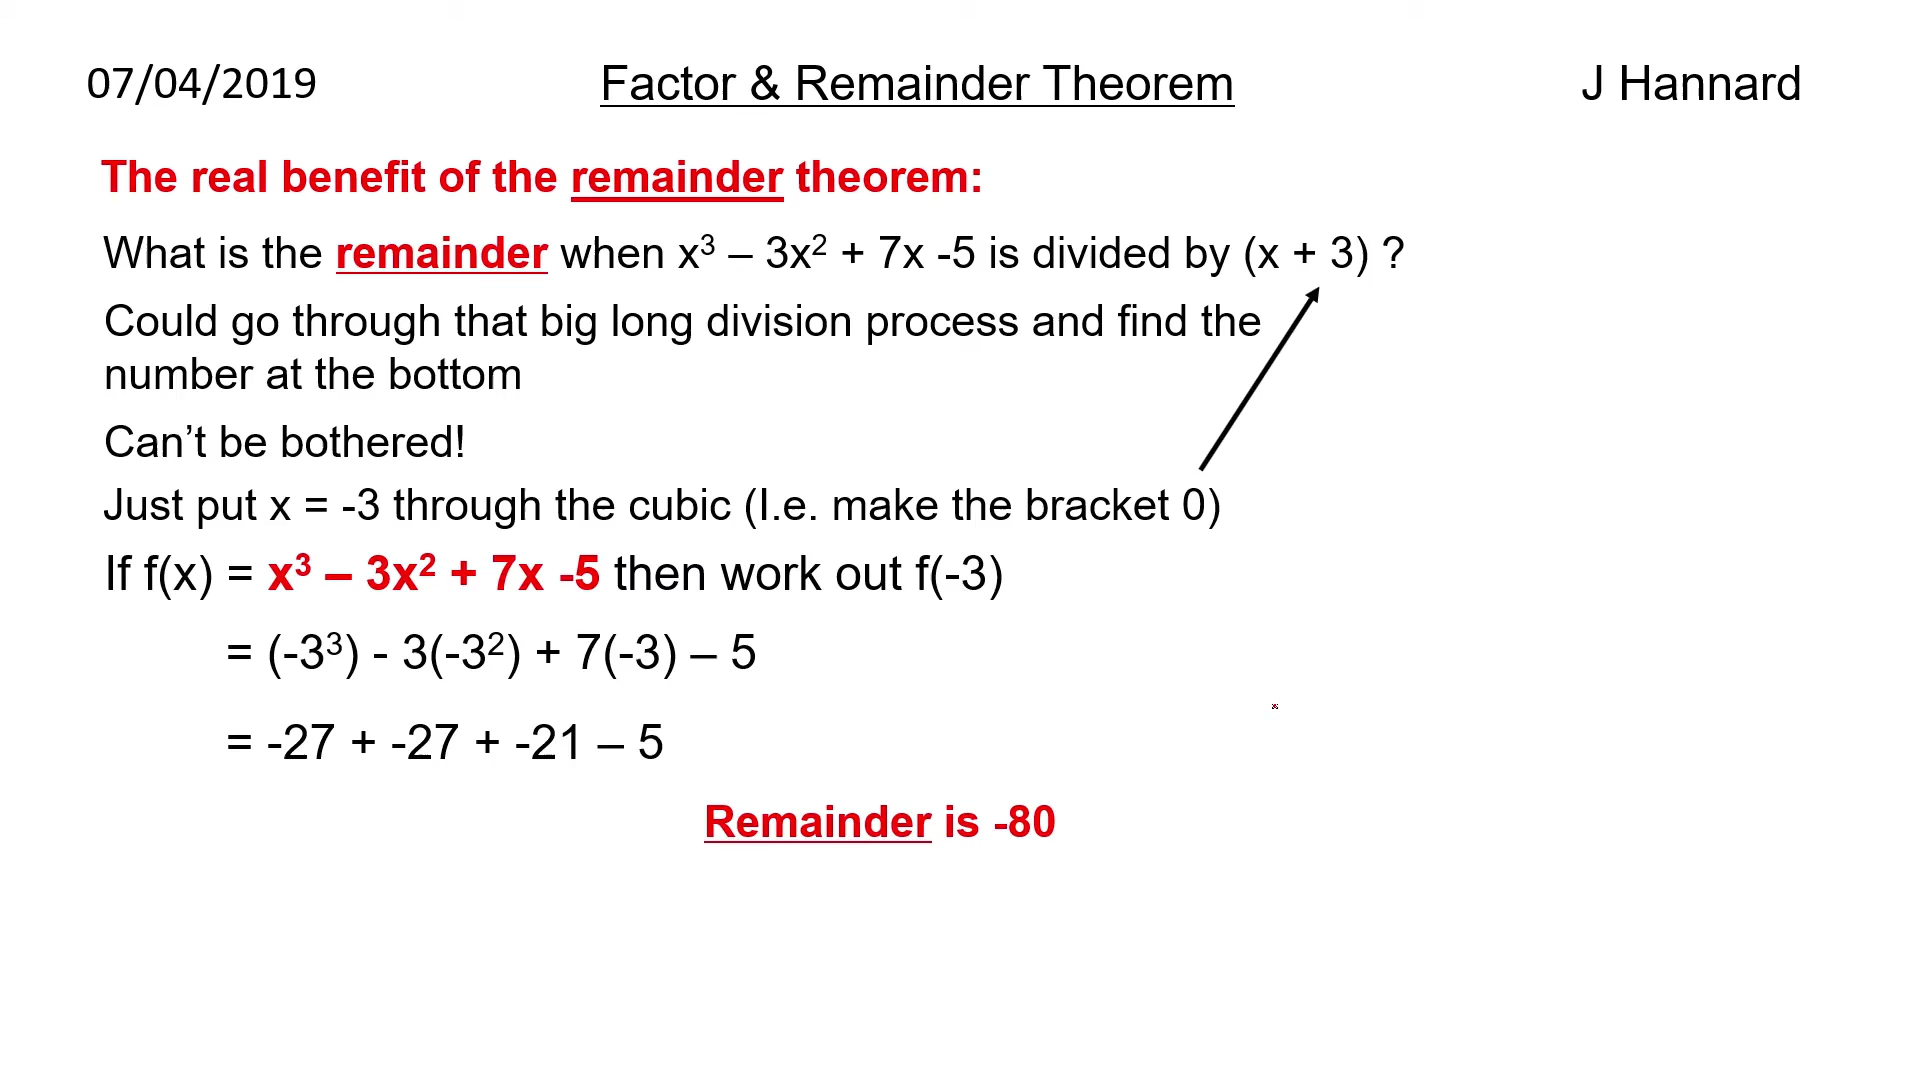 07/04/2019 Factor & Remainder Theorem J Hannard
The real benefit of the remainder theorem:
What is the remainder when x³ – 3x² + 7x -5 is divided by (x + 3) ?
Could go through that big long division process and find the
number at the bottom
Can’t be bothered!
Just put x = -3 through the cubic (I.e. make the bracket 0)
If f(x) = x³ – 3x² + 7x -5 then work out f(-3)
= (-3³) - 3(-3²) + 7(-3) – 5
= -27 + -27 + -21 – 5
Remainder is -80